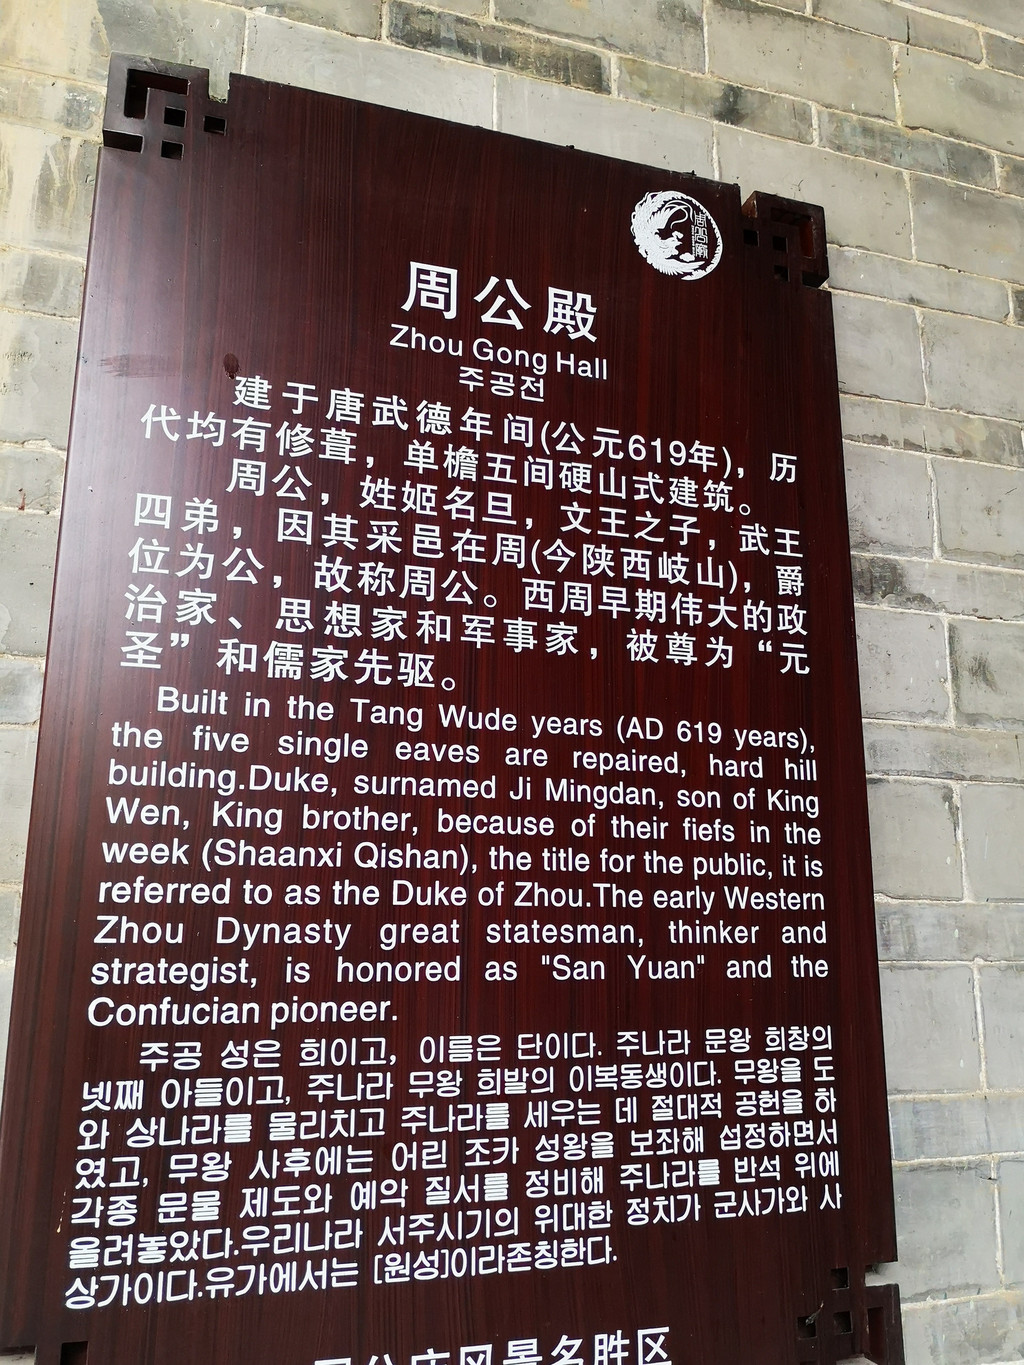 周公殿
Zhou Gong Hall
주공전
建于唐武德年间(公元619年)，历
代均有修葺，单檐五间硬山式建筑。
周公，姓姬名旦，文王之子，武王
四弟，因其采邑在周(今陕西岐山)，爵
位为公，故称周公。西周早期伟大的政
治家、思想家和军事家，被尊为“元
圣”和儒家先驱。
Built in the Tang Wude years (AD 619 years),
the five single eaves are repaired, hard hill
building.Duke, surnamed Ji Mingdan, son of King
Wen, King brother, because of their fiefs in the
week (Shaanxi Qishan), the title for the public, it is
referred to as the Duke of Zhou.The early Western
Zhou Dynasty great statesman, thinker and
strategist, is honored as "San Yuan" and the
Confucian pioneer.
주공 성은 희이고, 이름은 단이다. 주나라 문왕 희창의
넷째 아들이고, 주나라 무왕 희발의 이복동생이다. 무왕을 도
와 상나라를 물리치고 주나라를 세우는 데 절대적 공헌을 하
였고, 무왕 사후에는 어린 조카 성왕을 보좌해 섭정하면서
각종 문물 제도와 예악 질서를 정비해 주나라를 반석 위에
올려놓았다.우리나라 서주시기의 위대한 정치가 군사가와 사
상가이다.유가에서는 [원성]이라존칭한다.
周公庙风景名胜区